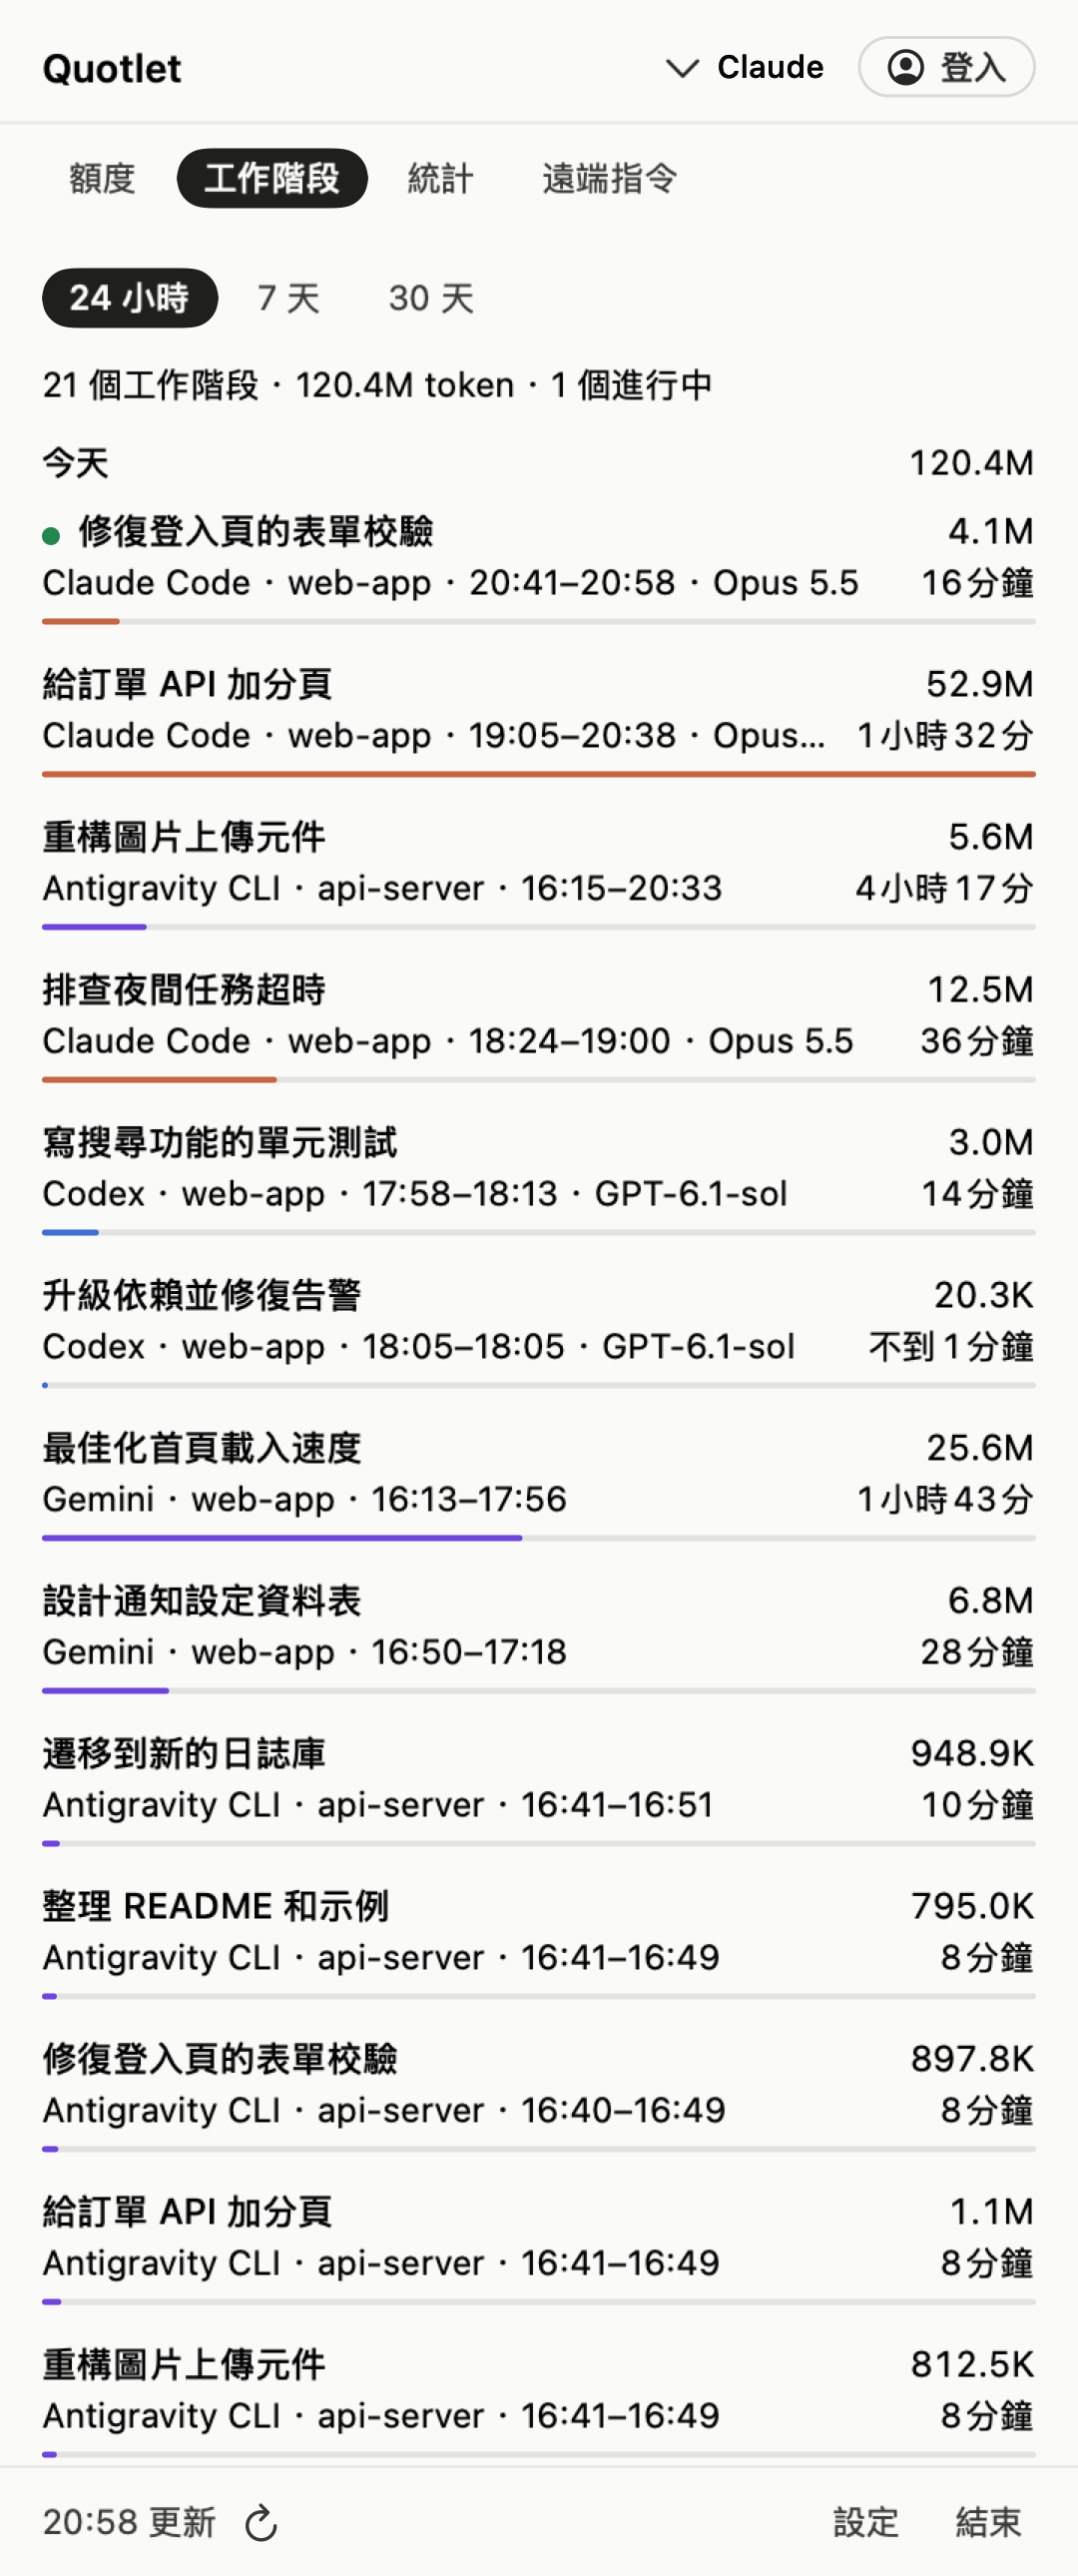 Quotlet
Claude
登入
額度 工作階段 統計 遠端指令
24 小時 7 天 30 天
21 個工作階段 · 120.4M token · 1 個進行中
今天 120.4M
修復登入頁的表單校驗 4.1M
Claude Code · web-app · 20:41–20:58 · Opus 5.5 16分鐘
給訂單 API 加分頁 52.9M
Claude Code · web-app · 19:05–20:38 · Opus... 1小時32分
重構圖片上傳元件 5.6M
Antigravity CLI · api-server · 16:15–20:33 4小時17分
排查夜間任務超時 12.5M
Claude Code · web-app · 18:24–19:00 · Opus 5.5 36分鐘
寫搜尋功能的單元測試 3.0M
Codex · web-app · 17:58–18:13 · GPT-6.1-sol 14分鐘
升級依賴並修復告警 20.3K
Codex · web-app · 18:05–18:05 · GPT-6.1-sol 不到 1分鐘
最佳化首頁載入速度 25.6M
Gemini · web-app · 16:13–17:56 1小時43分
設計通知設定資料表 6.8M
Gemini · web-app · 16:50–17:18 28分鐘
遷移到新的日誌庫 948.9K
Antigravity CLI · api-server · 16:41–16:51 10分鐘
整理 README 和示例 795.0K
Antigravity CLI · api-server · 16:41–16:49 8分鐘
修復登入頁的表單校驗 897.8K
Antigravity CLI · api-server · 16:40–16:49 8分鐘
給訂單 API 加分頁 1.1M
Antigravity CLI · api-server · 16:41–16:49 8分鐘
重構圖片上傳元件 812.5K
Antigravity CLI · api-server · 16:41–16:49 8分鐘
20:58 更新 設定 結束